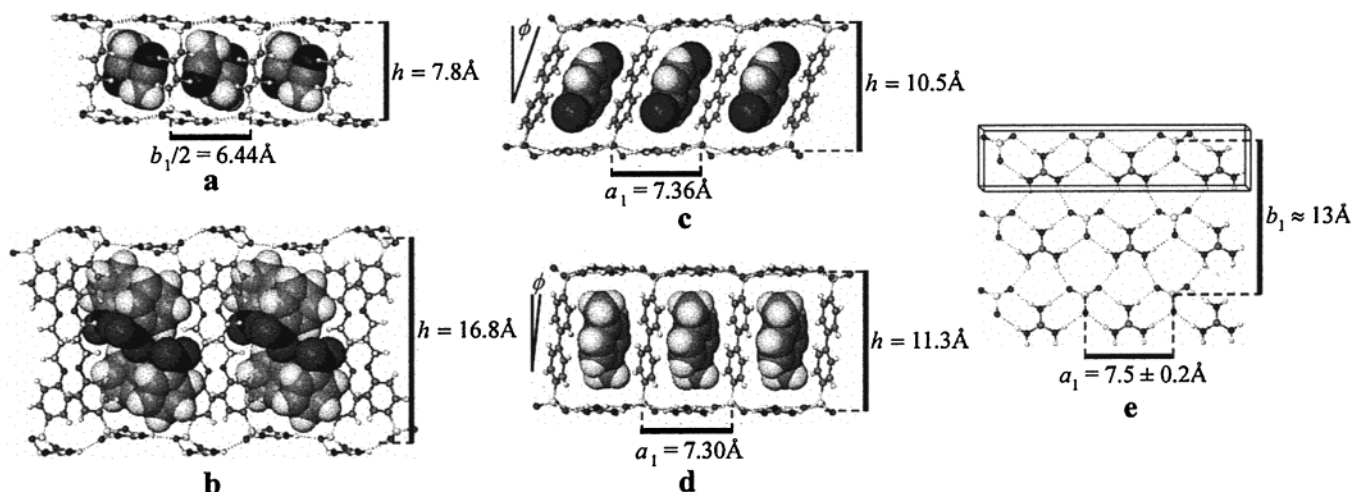 h = 7.8Å
b₁/2 = 6.44Å
a
h = 16.8Å
b
ϕ
h = 10.5Å
a₁ = 7.36Å
c
ϕ
h = 11.3Å
a₁ = 7.30Å
d
b₁ ≈ 13Å
a₁ = 7.5 ± 0.2Å
e